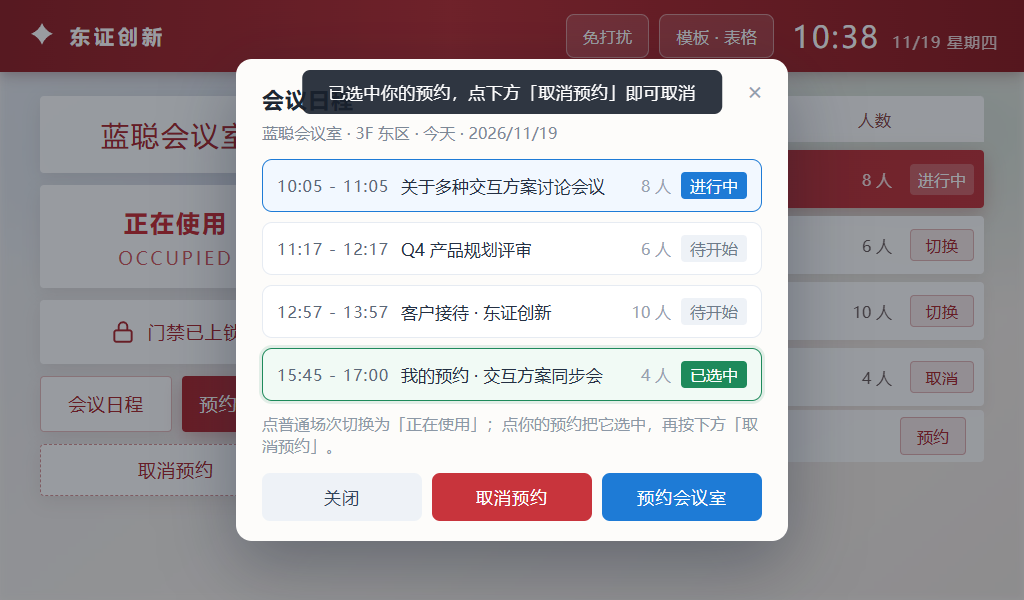 ✦ 东证创新
免打扰
模板 · 表格
10:38 11/19 星期四
已选中你的预约，点下方「取消预约」即可取消
会议日程
×
蓝聪会议室 · 3F 东区 · 今天 · 2026/11/19
10:05 - 11:05 关于多种交互方案讨论会议 8 人 进行中
11:17 - 12:17 Q4 产品规划评审 6 人 待开始
12:57 - 13:57 客户接待 · 东证创新 10 人 待开始
15:45 - 17:00 我的预约 · 交互方案同步会 4 人 已选中
点普通场次切换为「正在使用」；点你的预约把它选中，再按下方「取
消预约」。
关闭
取消预约
预约会议室
蓝聪会议室
正在使用
OCCUPIED
门禁已上锁
会议日程
预约
取消预约
人数
8 人 进行中
6 人 切换
10 人 切换
4 人 取消
预约